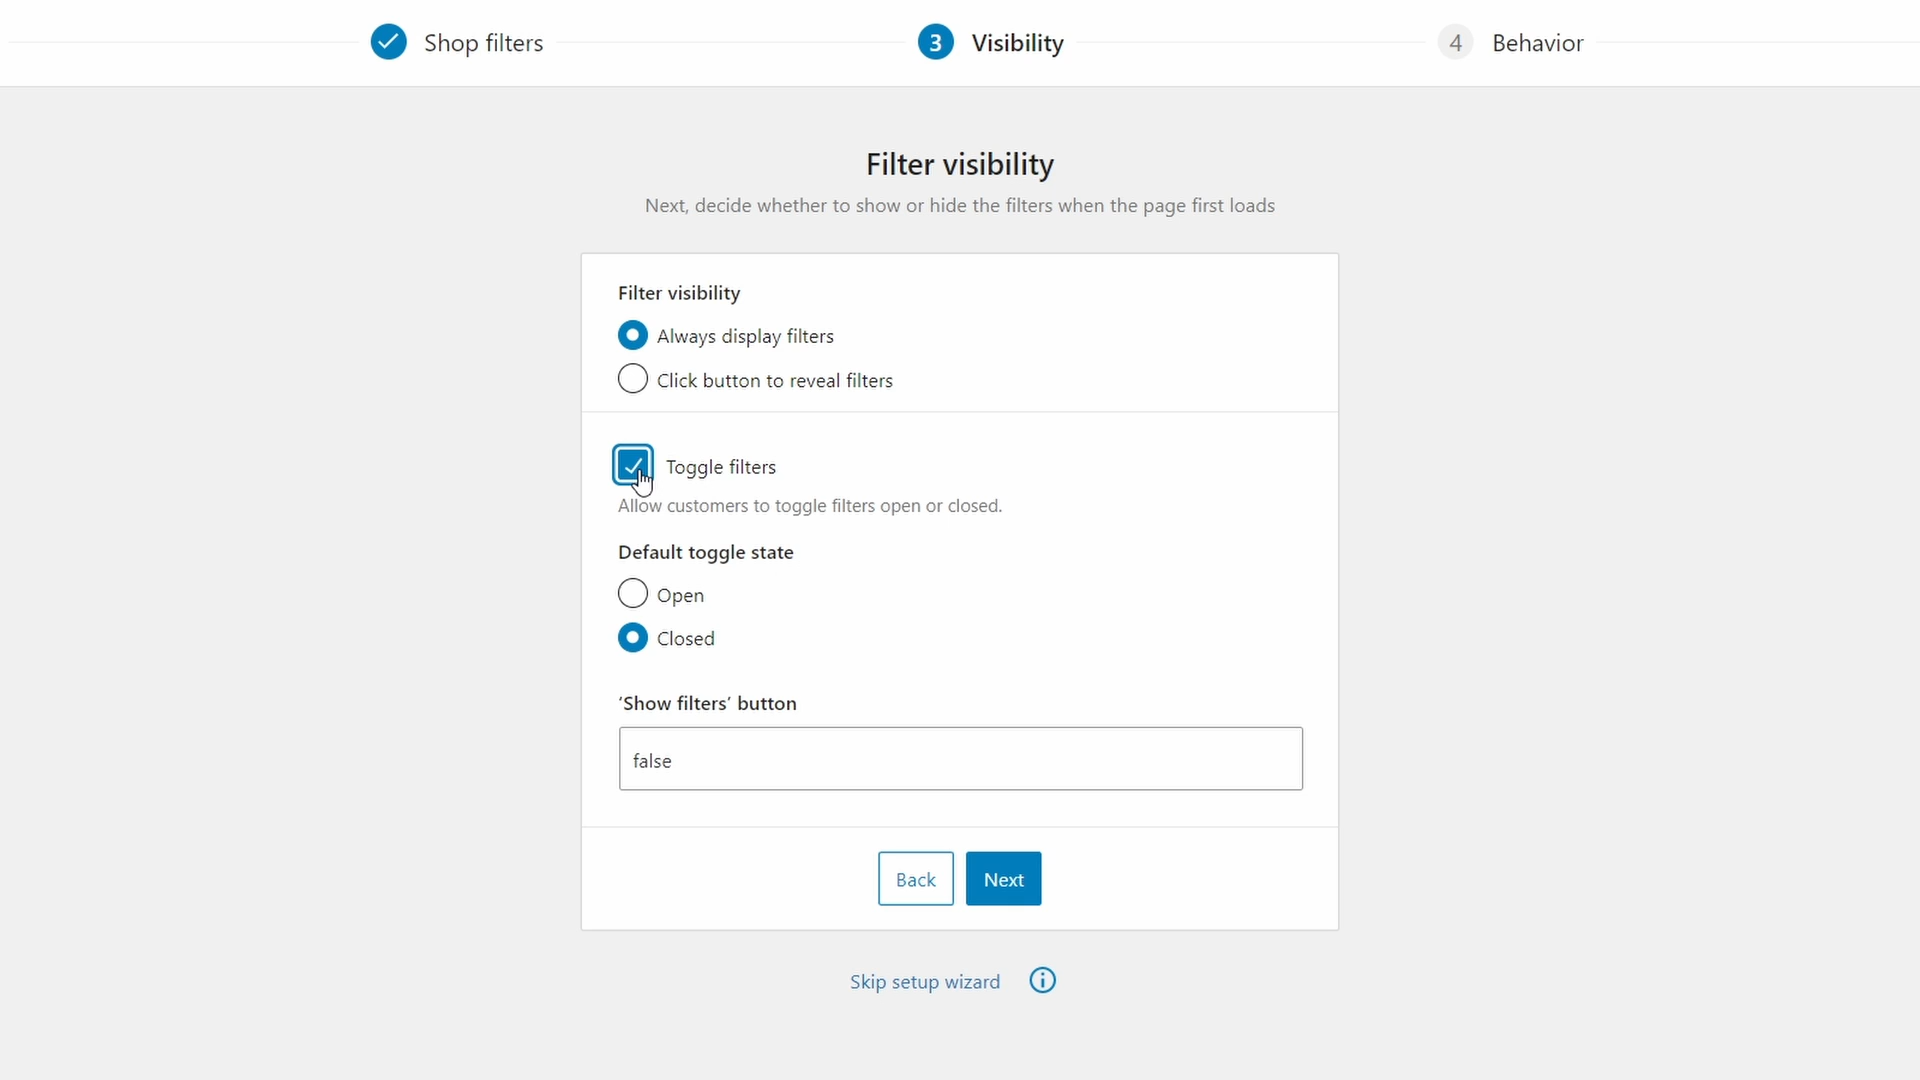 Shop filters
3 Visibility
4 Behavior
Filter visibility
Next, decide whether to show or hide the filters when the page first loads
Filter visibility
Always display filters
Click button to reveal filters
Toggle filters
Allow customers to toggle filters open or closed.
Default toggle state
Open
Closed
‘Show filters’ button
false
Back Next
Skip setup wizard